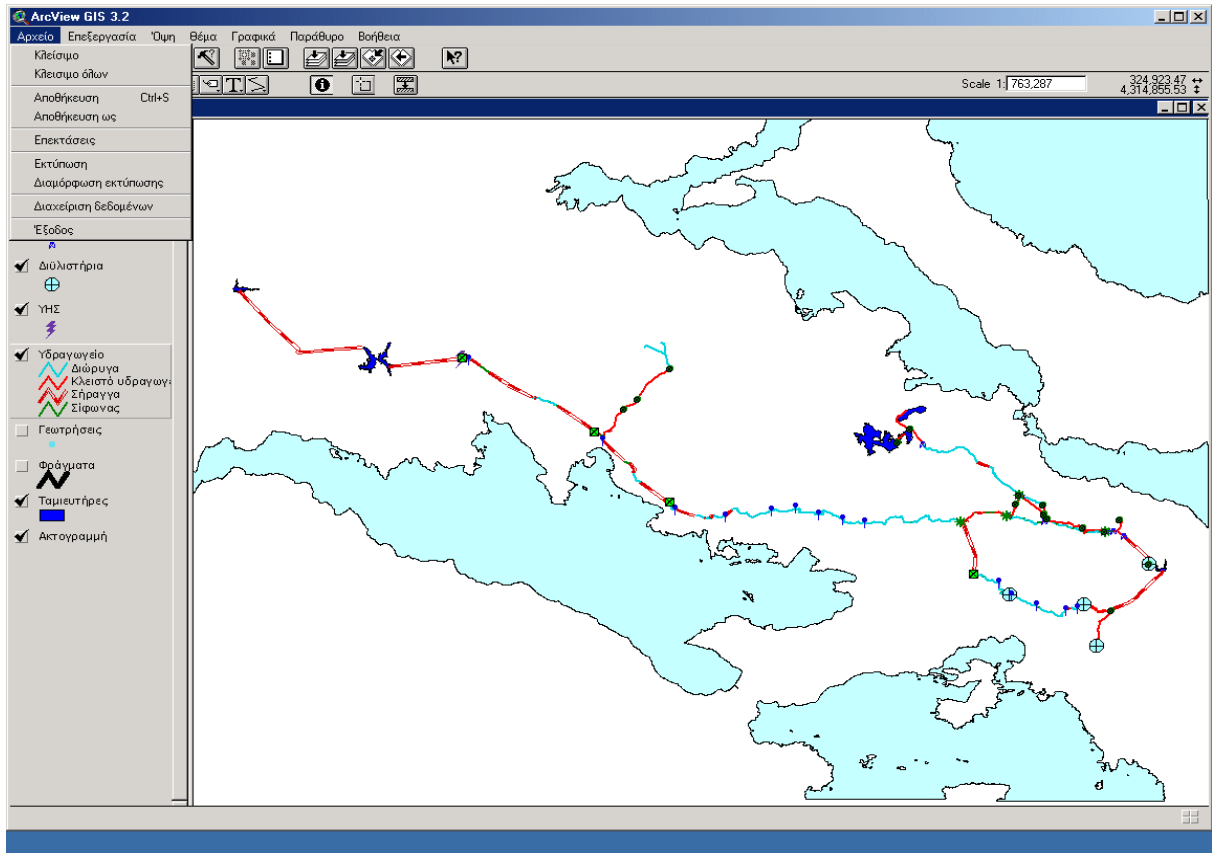 ArcView GIS 3.2
Αρχείο Επεξεργασία Όψη Θέμα Γραφικά Παράθυρο Βοήθεια
Κλείσιμο
Κλεισιμο όλων
Αποθήκευση Ctrl+S
Αποθήκευση ως
Επεκτάσεις
Εκτύπωση
Διαμόρφωση εκτύπωσης
Διαχείριση δεδομένων
Έξοδος
Scale 1: 763,287
324,923.47
4,314,855.53
Διϋλιστήρια
ΥΗΣ
Υδραγωγείο
Διώρυγα
Κλειστό υδραγωγ
Σήραγγα
Σίφωνας
Γεωτρήσεις
Φράγματα
Ταμιευτήρες
Ακτογραμμή